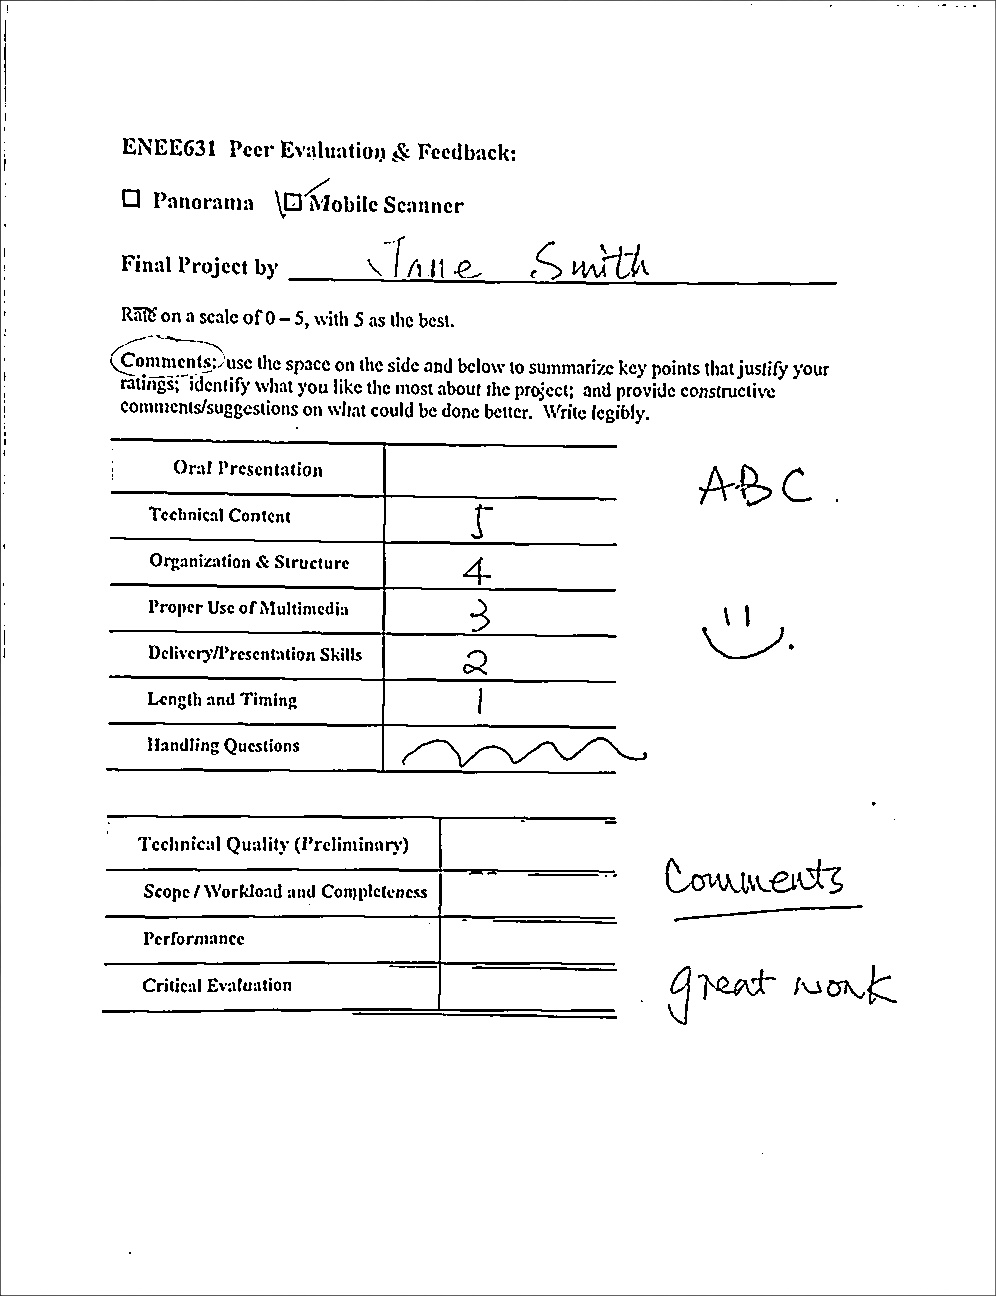 ENEE631 Peer Evaluation & Feedback:
Panorama Mobile Scanner
Final Project by Jane Smith
Rate on a scale of 0 – 5, with 5 as the best.
Comments: use the space on the side and below to summarize key points that justify your
ratings; identify what you like the most about the project; and provide constructive
comments/suggestions on what could be done better. Write legibly.
Oral Presentation
ABC.
Technical Content 5
Organization & Structure 4
Proper Use of Multimedia 3
Delivery/Presentation Skills 2
Length and Timing 1
Handling Questions
Technical Quality (Preliminary)
Scope / Workload and Completeness
Comments
Performance
Critical Evaluation
great work